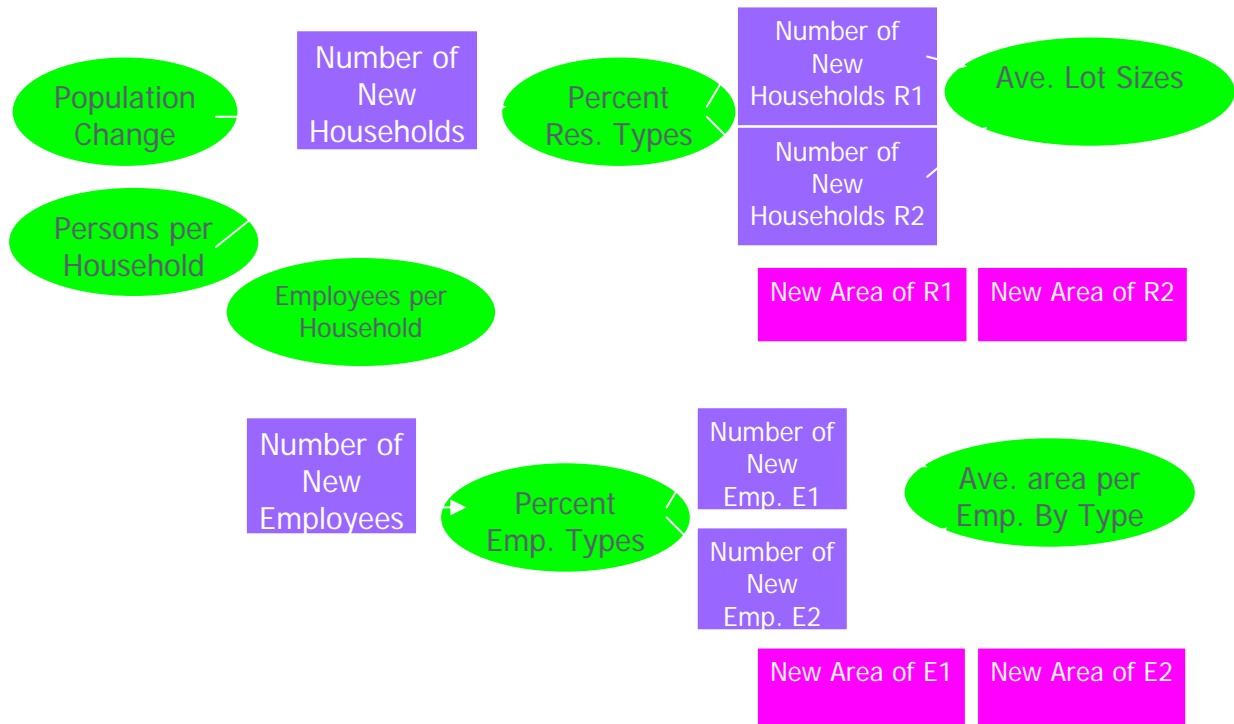 Population
Change
Number of
New
Households
Percent
Res. Types
Number of
New
Households R1
Number of
New
Households R2
Ave. Lot Sizes
Persons per
Household
Employees per
Household
New Area of R1
New Area of R2
Number of
New
Employees
Percent
Emp. Types
Number of
New
Emp. E1
Number of
New
Emp. E2
Ave. area per
Emp. By Type
New Area of E1
New Area of E2